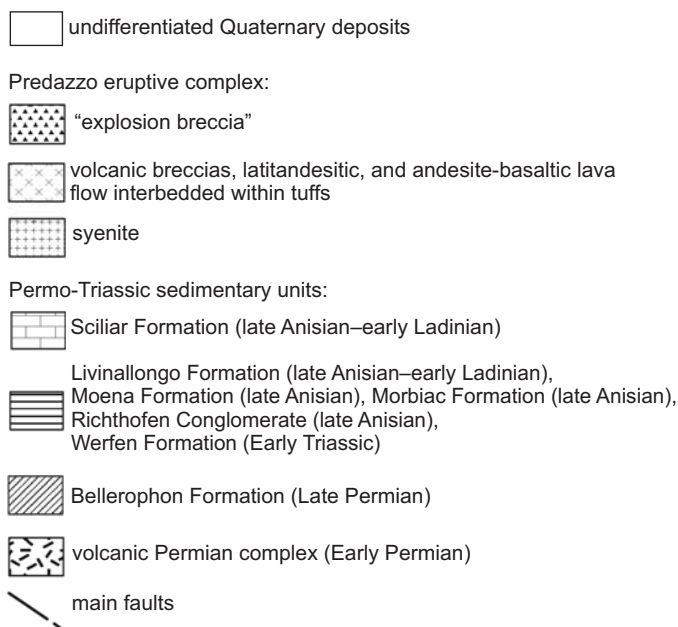 undifferentiated Quaternary deposits
Predazzo eruptive complex:
“explosion breccia”
volcanic breccias, latitandesitic, and andesite-basaltic lava
flow interbedded within tuffs
syenite
Permo-Triassic sedimentary units:
Sciliar Formation (late Anisian–early Ladinian)
Livinallongo Formation (late Anisian–early Ladinian),
Moena Formation (late Anisian), Morbiac Formation (late Anisian),
Richthofen Conglomerate (late Anisian),
Werfen Formation (Early Triassic)
Bellerophon Formation (Late Permian)
volcanic Permian complex (Early Permian)
main faults